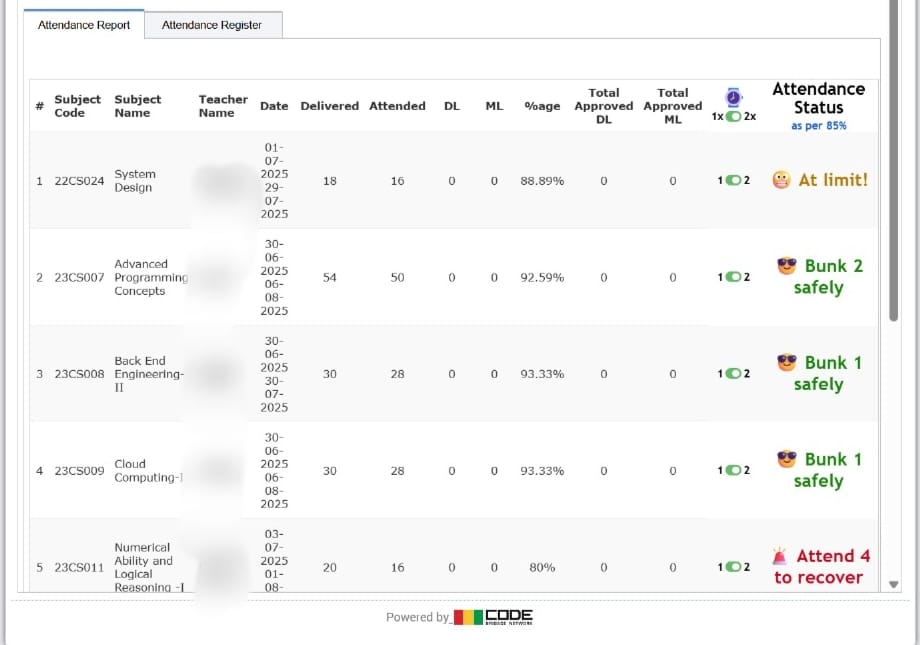 Attendance Report Attendance Register
# Subject Code Subject Name Teacher Name Date Delivered Attended DL ML %age Total Approved DL Total Approved ML 1x 2x Attendance Status as per 85%
1 22CS024 System Design 01-07-2025 29-07-2025 18 16 0 0 88.89% 0 0 1 2 At limit!
2 23CS007 Advanced Programming Concepts 30-06-2025 06-08-2025 54 50 0 0 92.59% 0 0 1 2 Bunk 2 safely
3 23CS008 Back End Engineering-II 30-06-2025 30-07-2025 30 28 0 0 93.33% 0 0 1 2 Bunk 1 safely
4 23CS009 Cloud Computing-I 30-06-2025 06-08-2025 30 28 0 0 93.33% 0 0 1 2 Bunk 1 safely
5 23CS011 Numerical Ability and Logical Reasoning -I 03-07-2025 01-08- 20 16 0 0 80% 0 0 1 2 Attend 4 to recover
Powered by CODE
BRIGADE NETWORK